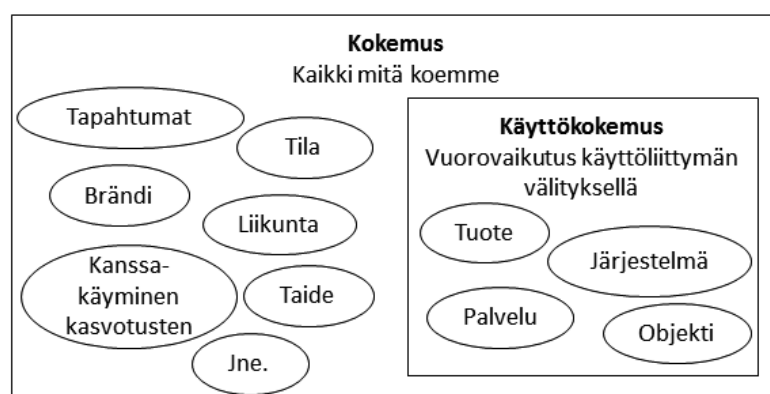 Kokemus
Kaikki mitä koemme
Tapahtumat
Tila
Brändi
Liikunta
Kanssa-
käyminen
kasvotusten
Taide
Jne.
Käyttökokemus
Vuorovaikutus käyttöliittymän
välityksellä
Tuote
Järjestelmä
Palvelu
Objekti